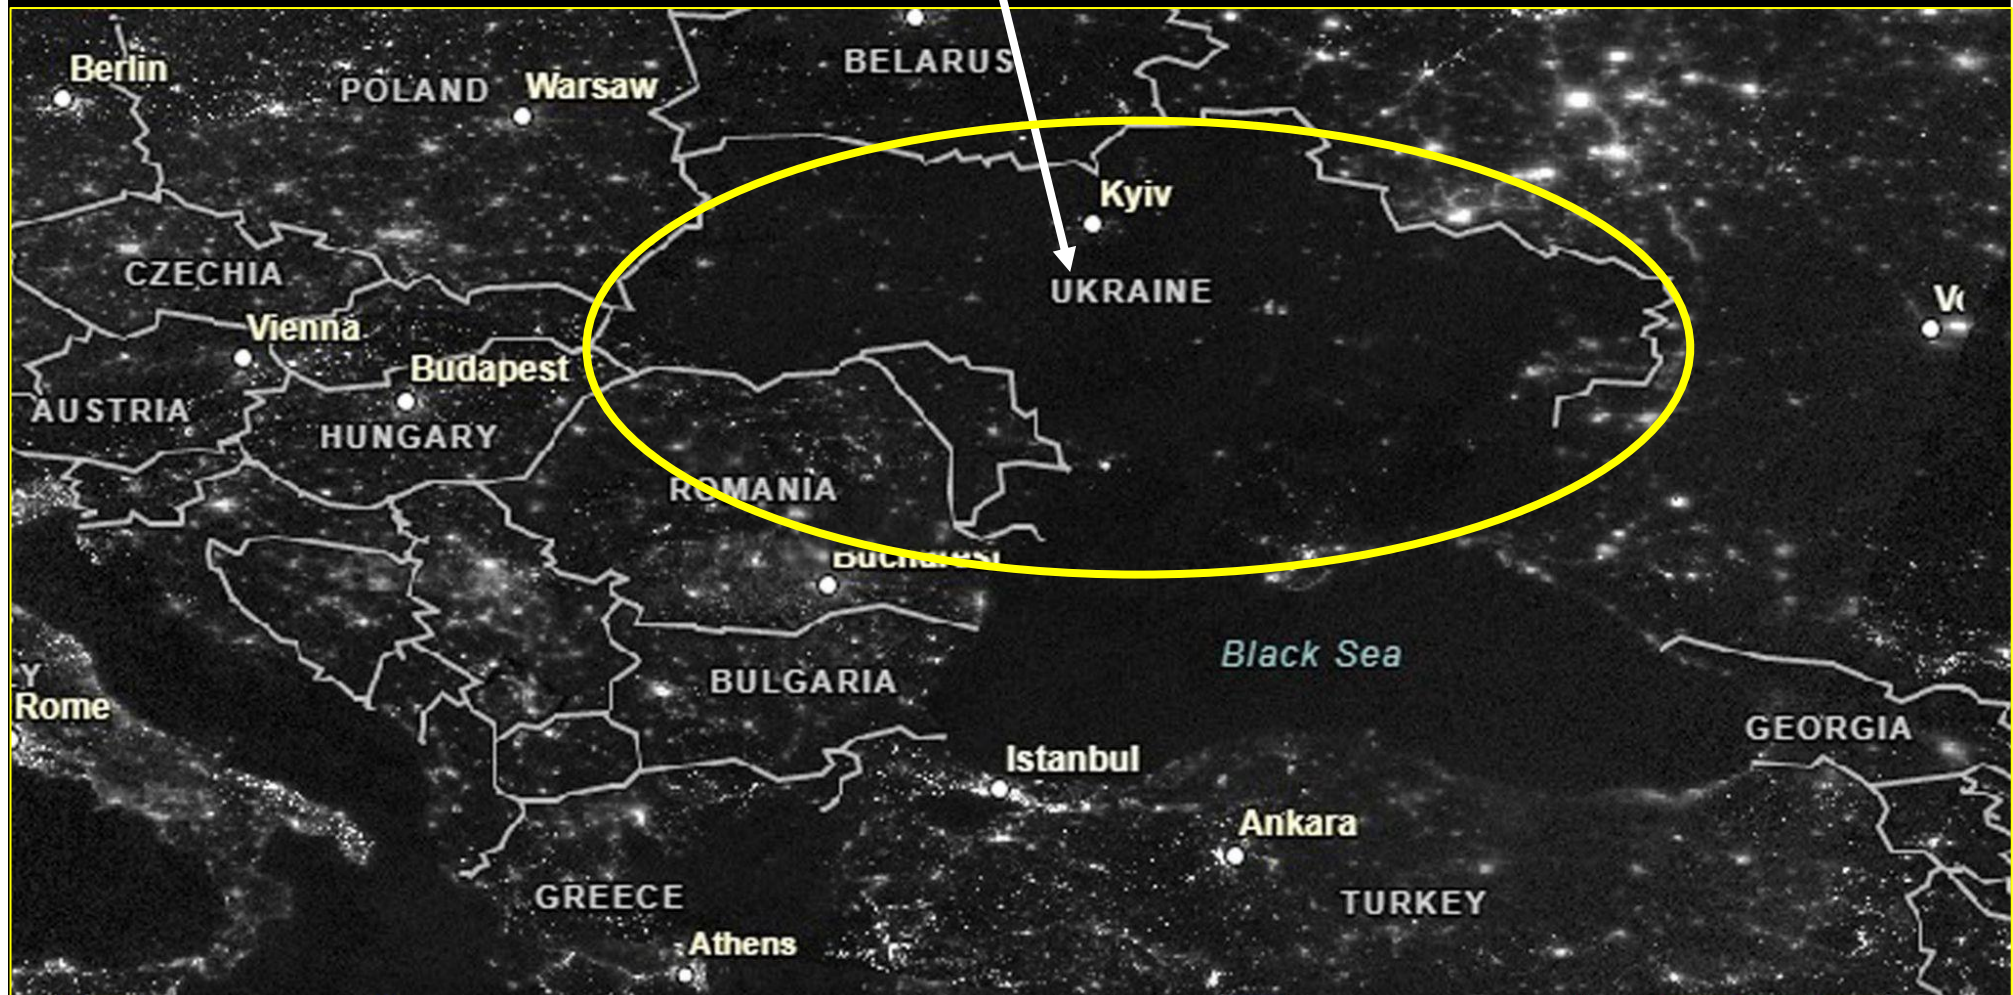 Berlin
POLAND
Warsaw
BELARUS
Kyiv
UKRAINE
CZECHIA
Vienna
Budapest
AUSTRIA
HUNGARY
ROMANIA
Bucharest
Black Sea
Y
Rome
BULGARIA
GEORGIA
Istanbul
Ankara
TURKEY
GREECE
Athens